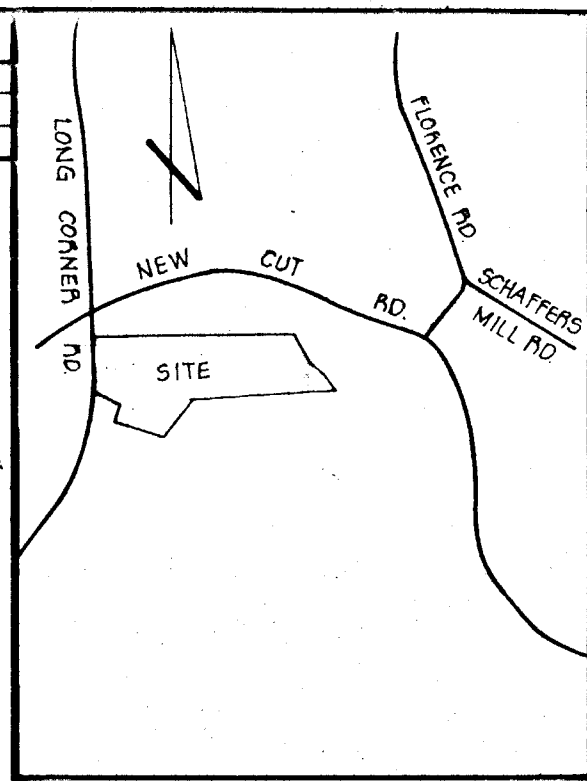 LONG CORNER RD.
FLORENCE RD.
NEW CUT RD.
SCHAFFERS
MILL RD.
SITE